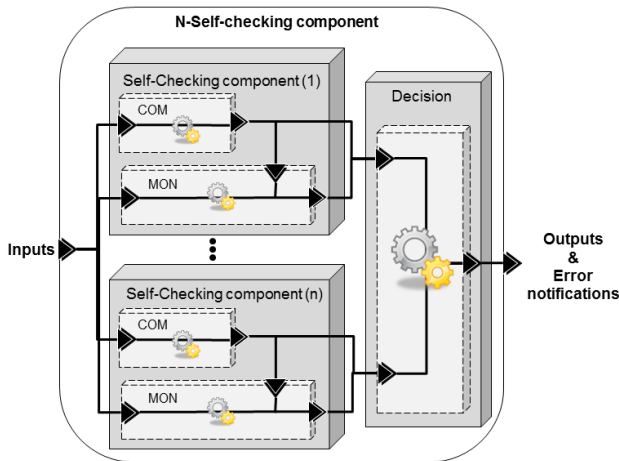 N-Self-checking component
Self-Checking component (1)
COM
MON
Decision
Inputs
Outputs
&
Error
notifications
Self-Checking component (n)
COM
MON